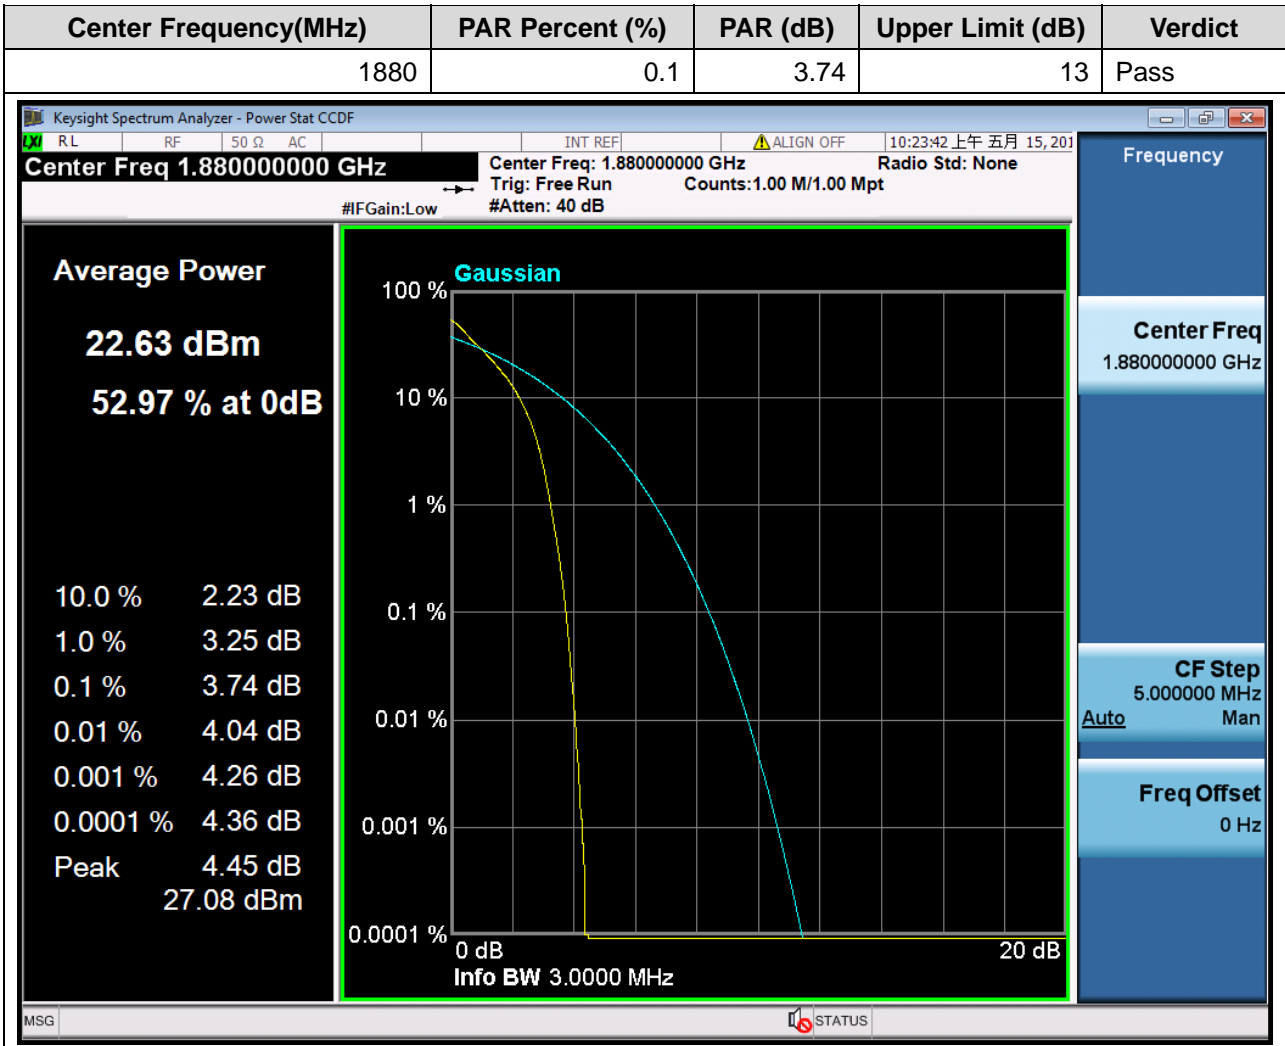 Center Frequency(MHz) PAR Percent (%) PAR (dB) Upper Limit (dB) Verdict
1880 0.1 3.74 13 Pass
Keysight Spectrum Analyzer - Power Stat CCDF
LXI RL RF 50 Ω AC INT REF ALIGN OFF 10:23:42 上午 五月 15, 201
Center Freq 1.880000000 GHz
Center Freq: 1.880000000 GHz Radio Std: None
Trig: Free Run Counts:1.00 M/1.00 Mpt
#IFGain:Low #Atten: 40 dB
Average Power
22.63 dBm
52.97 % at 0dB
10.0 % 2.23 dB
1.0 % 3.25 dB
0.1 % 3.74 dB
0.01 % 4.04 dB
0.001 % 4.26 dB
0.0001 % 4.36 dB
Peak 4.45 dB
27.08 dBm
Gaussian
100 %
10 %
1 %
0.1 %
0.01 %
0.001 %
0.0001 %
0 dB 20 dB
Info BW 3.0000 MHz
Frequency
Center Freq
1.880000000 GHz
CF Step
5.000000 MHz
Auto Man
Freq Offset
0 Hz
MSG STATUS